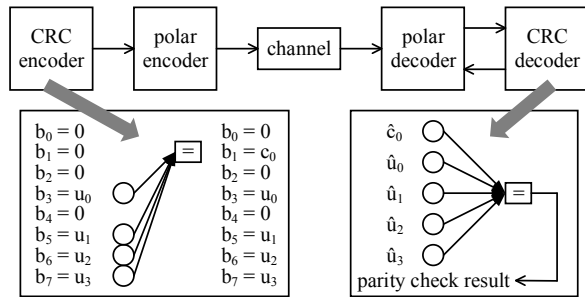 CRC
encoder
polar
encoder
channel
polar
decoder
CRC
decoder
b₀ = 0
b₁ = 0
b₂ = 0
b₃ = u₀
b₄ = 0
b₅ = u₁
b₆ = u₂
b₇ = u₃
=
b₀ = 0
b₁ = c₀
b₂ = 0
b₃ = u₀
b₄ = 0
b₅ = u₁
b₆ = u₂
b₇ = u₃
ĉ₀
û₀
û₁
û₂
û₃
=
parity check result